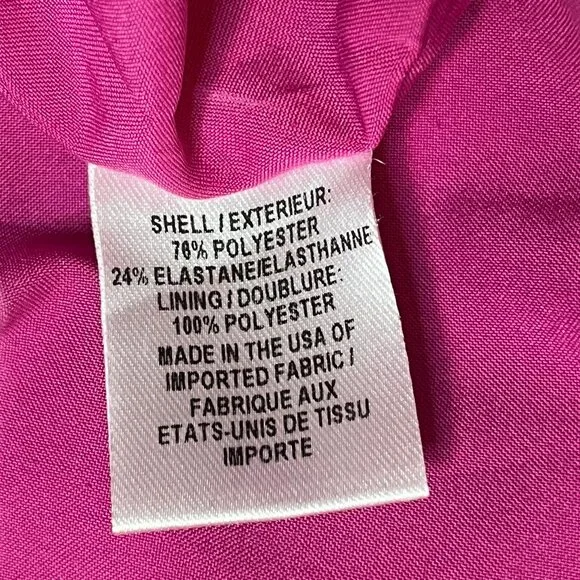 SHELL / EXTERIEUR:
76% POLYESTER
24% ELASTANE/ELASTHANNE
LINING / DOUBLURE:
100% POLYESTER
MADE IN THE USA OF
IMPORTED FABRIC /
FABRIQUE AUX
ETATS-UNIS DE TISSU
IMPORTE